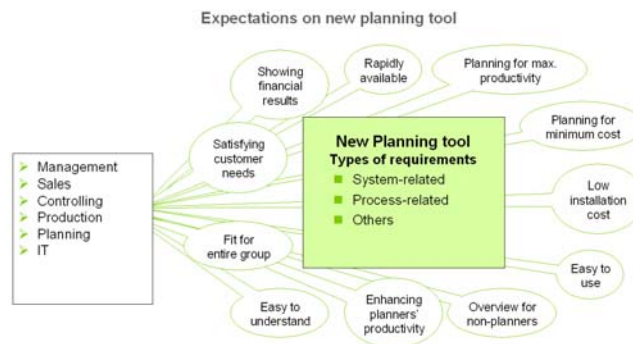 Expectations on new planning tool
Showing
financial
results
Rapidly
available
Planning for max.
productivity
Satisfying
customer
needs
Planning for
minimum cost
New Planning tool
Types of requirements
System-related
Process-related
Others
Management
Sales
Controlling
Production
Planning
IT
Low
installation
cost
Fit for
entire group
Easy to
use
Easy to
understand
Enhancing
planners'
productivity
Overview for
non-planners